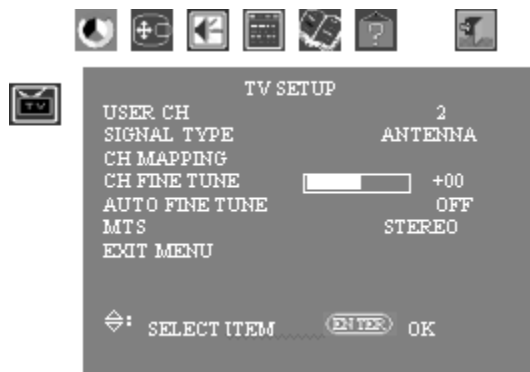 TV
TV SETUP
USER CH 2
SIGNAL TYPE ANTENNA
CH MAPPING
CH FINE TUNE +00
AUTO FINE TUNE OFF
MTS STEREO
EXIT MENU
: SELECT ITEM ENTER OK